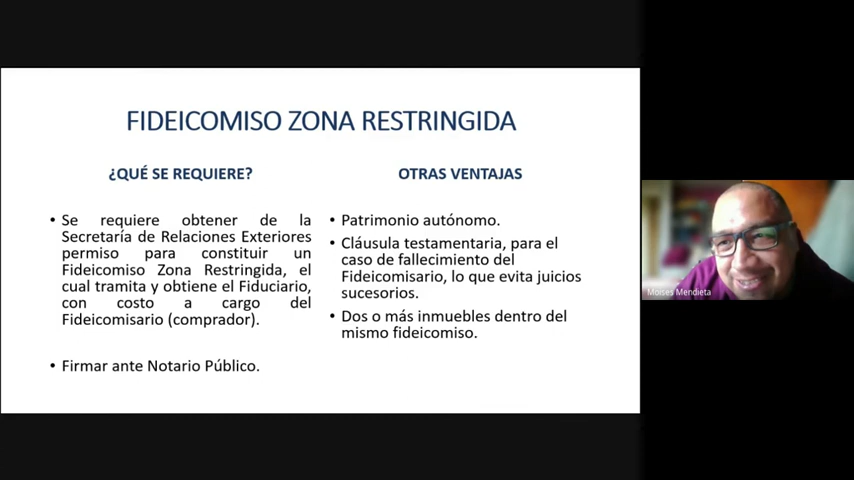 FIDEICOMISO ZONA RESTRINGIDA
¿QUÉ SE REQUIERE?
• Se requiere obtener de la
Secretaría de Relaciones Exteriores
permiso para constituir un
Fideicomiso Zona Restringida, el
cual tramita y obtiene el Fiduciario,
con costo a cargo del
Fideicomisario (comprador).
• Firmar ante Notario Público.
OTRAS VENTAJAS
• Patrimonio autónomo.
• Cláusula testamentaria, para el
caso de fallecimiento del
Fideicomisario, lo que evita juicios
sucesorios.
• Dos o más inmuebles dentro del
mismo fideicomiso.
Moises Mendieta